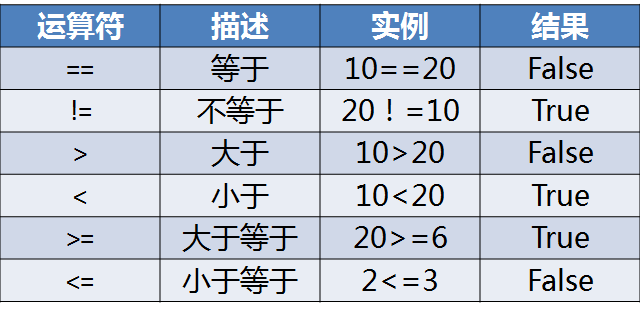 运算符 描述 实例 结果
== 等于 10==20 False
!= 不等于 20！=10 True
> 大于 10>20 False
< 小于 10<20 True
>= 大于等于 20>=6 True
<= 小于等于 2<=3 False